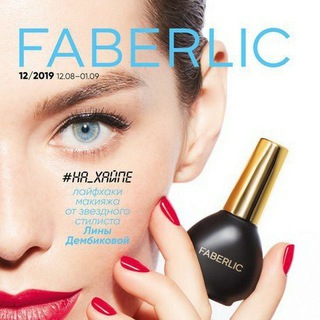 FABERLIC
12/2019 12.08–01.09
#НА_ХАЙПЕ
лайфхаки
макияжа
от звездного
стилиста
Лины
Дембиковой
FABERLIC